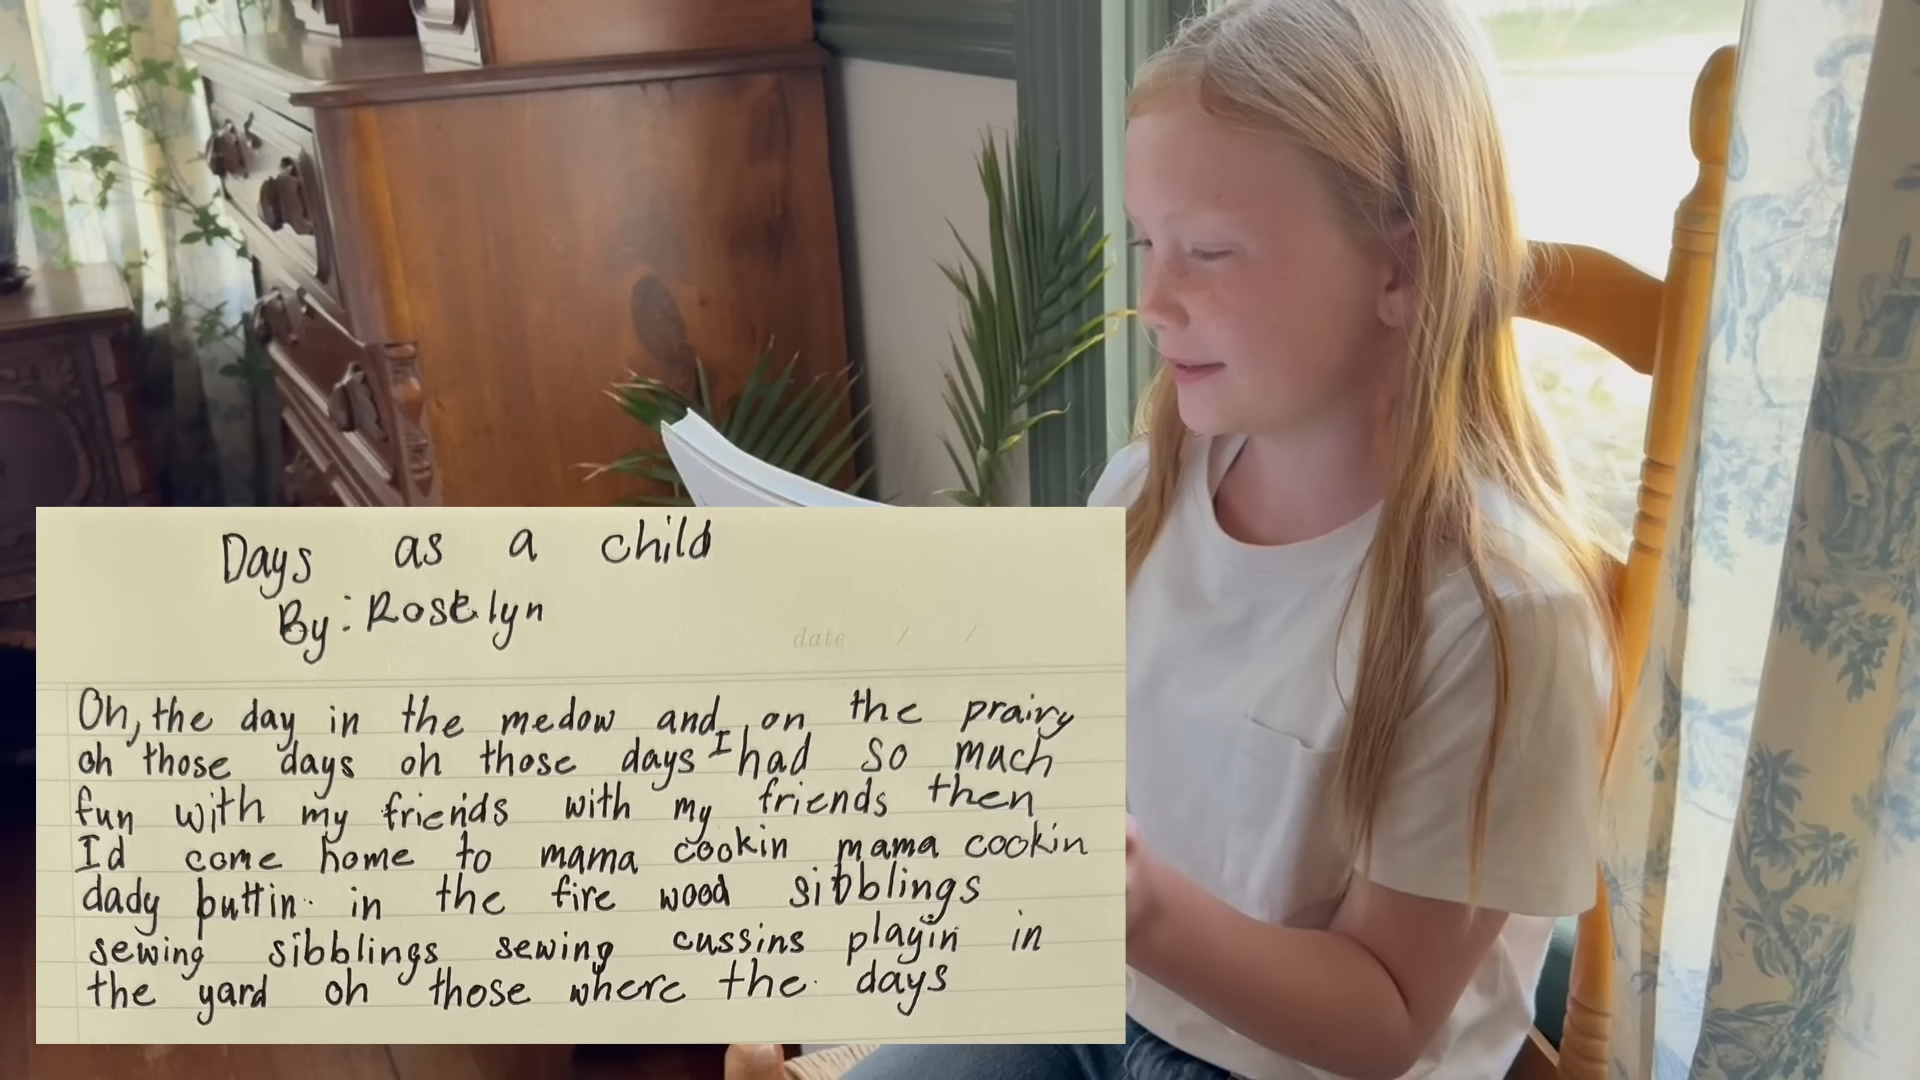 Days as a child
By: Roselyn
date / /
Oh, the day in the medow and on the prairy
oh those days oh those days I had so much
fun with my friends with my friends then
Id come home to mama cookin mama cookin
dady puttin in the fire wood sibblings
sewing sibblings sewing cussins playin in
the yard oh those where the days